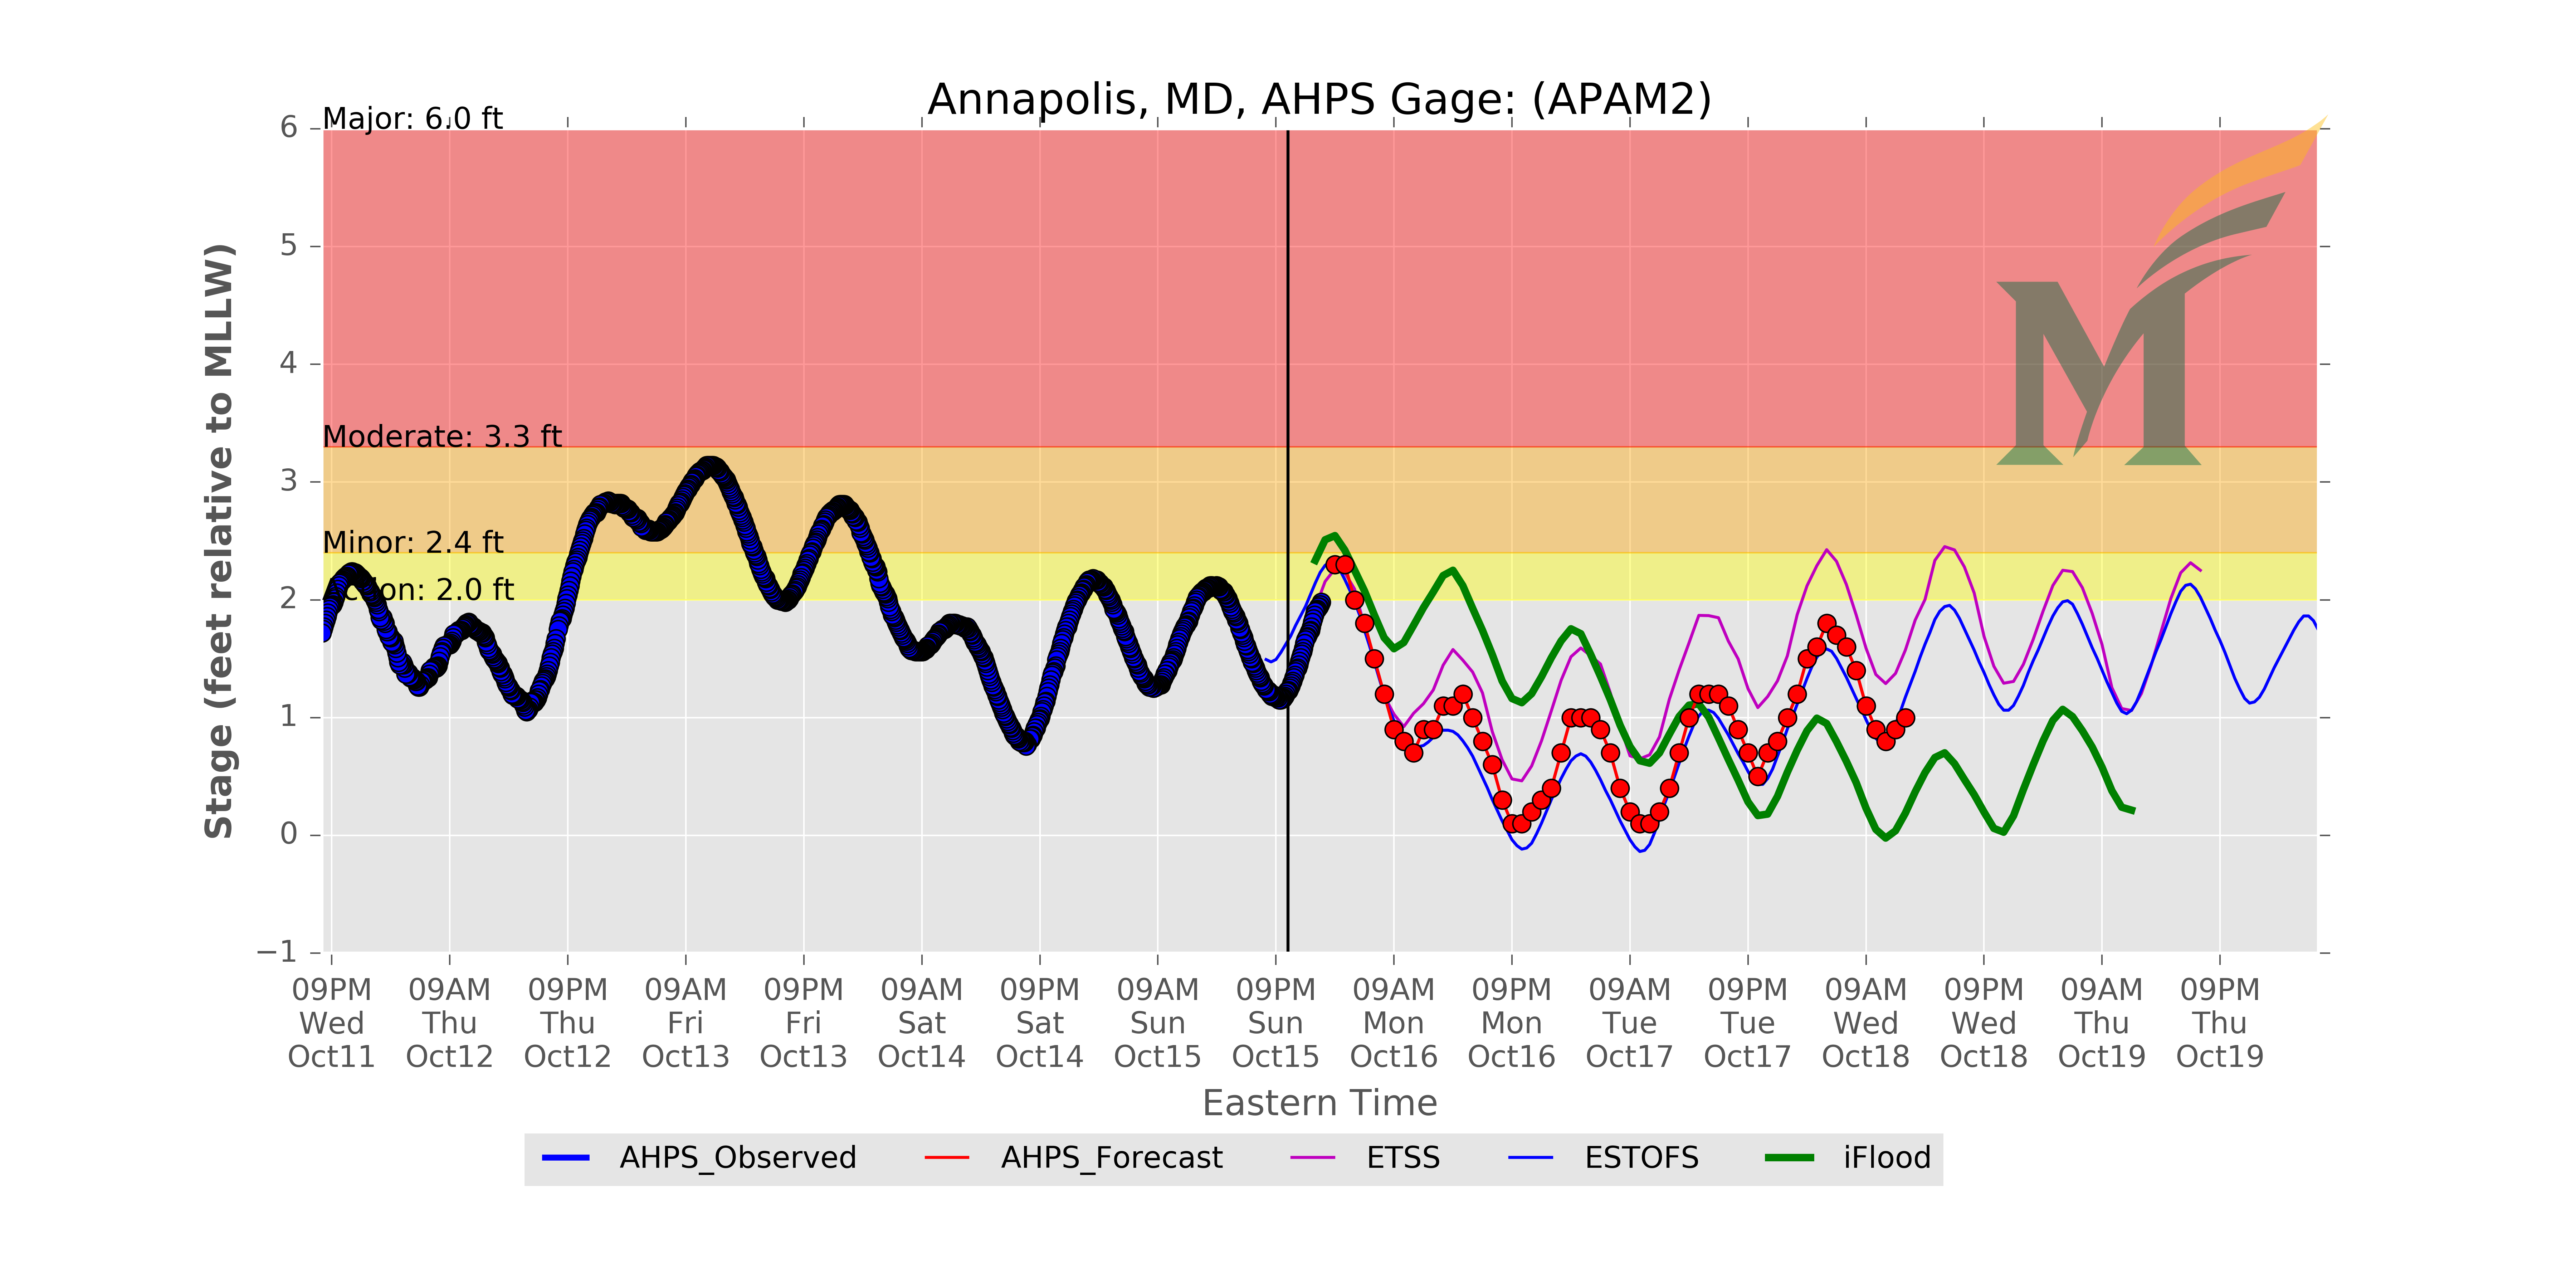 Annapolis, MD, AHPS Gage: (APAM2)
Major: 6.0 ft
Moderate: 3.3 ft
Minor: 2.4 ft
ction: 2.0 ft
Stage (feet relative to MLLW)
6
5
4
3
2
1
0
−1
09PM 09AM 09PM 09AM 09PM 09AM 09PM 09AM 09PM 09AM 09PM 09AM 09PM 09AM 09PM 09AM 09PM
Wed Thu Thu Fri Fri Sat Sat Sun Sun Mon Mon Tue Tue Wed Wed Thu Thu
Oct11 Oct12 Oct12 Oct13 Oct13 Oct14 Oct14 Oct15 Oct15 Oct16 Oct16 Oct17 Oct17 Oct18 Oct18 Oct19 Oct19
Eastern Time
AHPS_Observed AHPS_Forecast ETSS ESTOFS iFlood
M